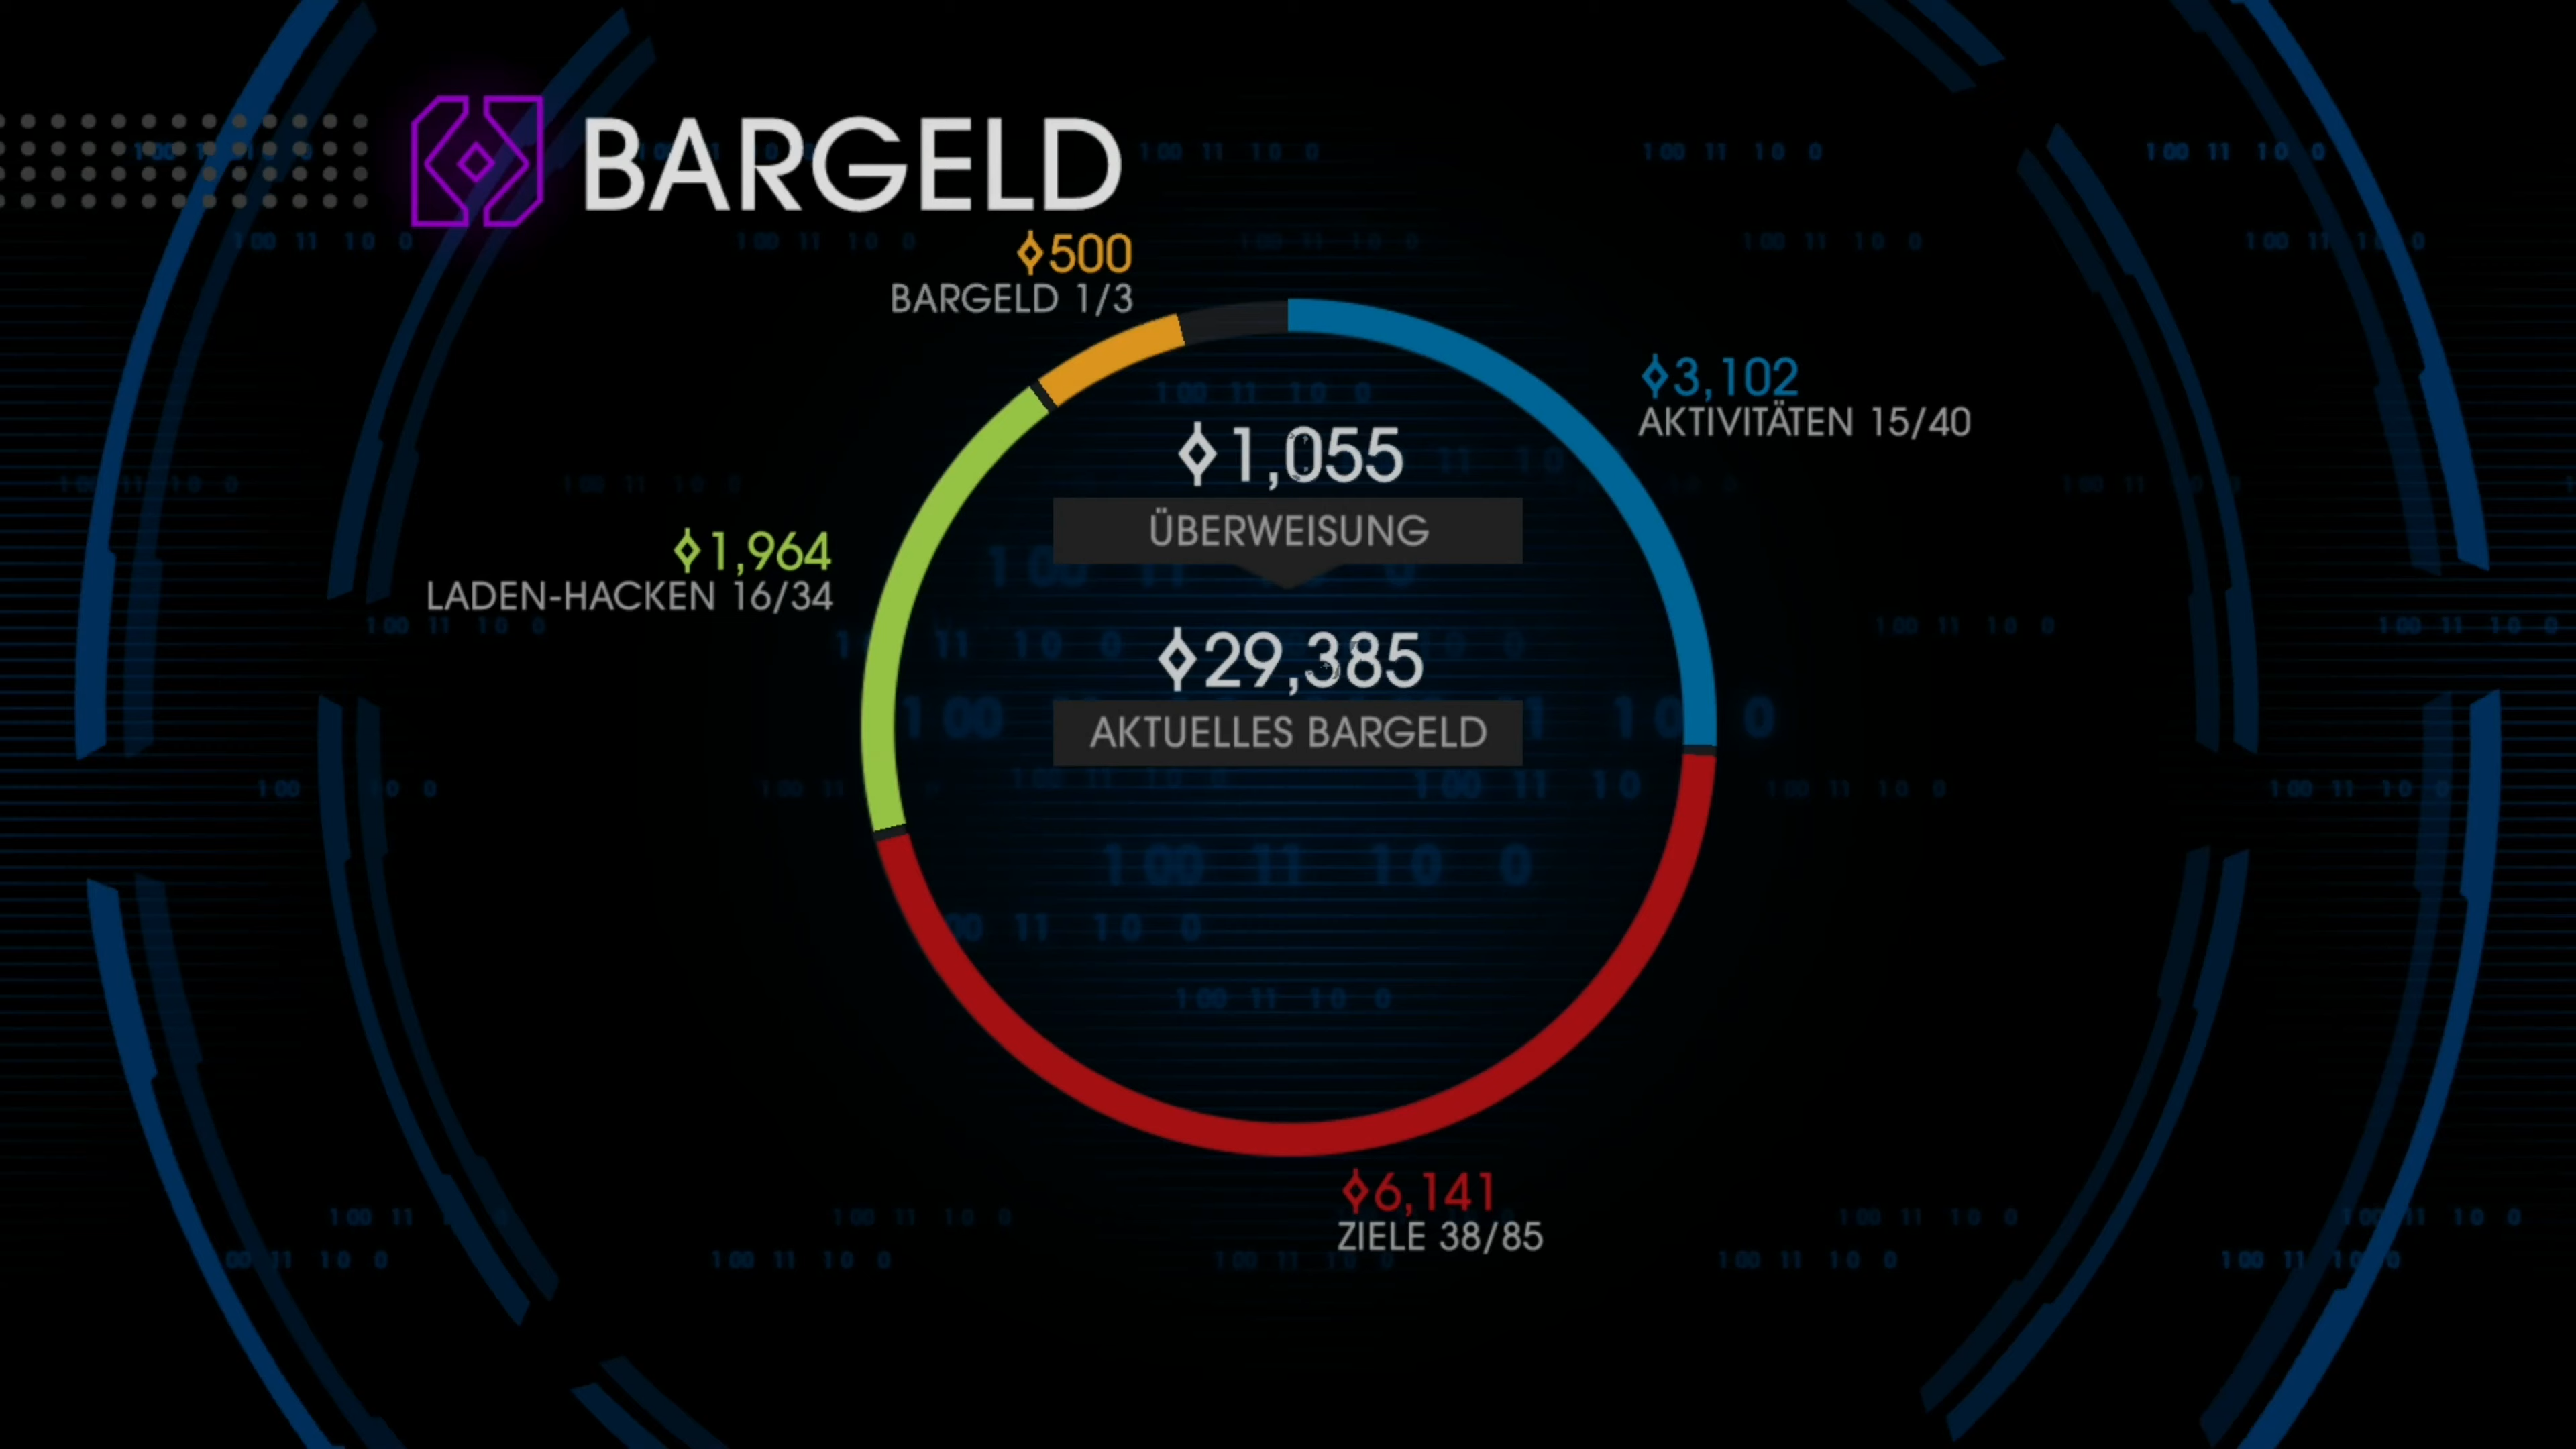 BARGELD
500
BARGELD 1/3
3,102
AKTIVITÄTEN 15/40
1,055
ÜBERWEISUNG
1,964
LADEN-HACKEN 16/34
29,385
AKTUELLES BARGELD
6,141
ZIELE 38/85